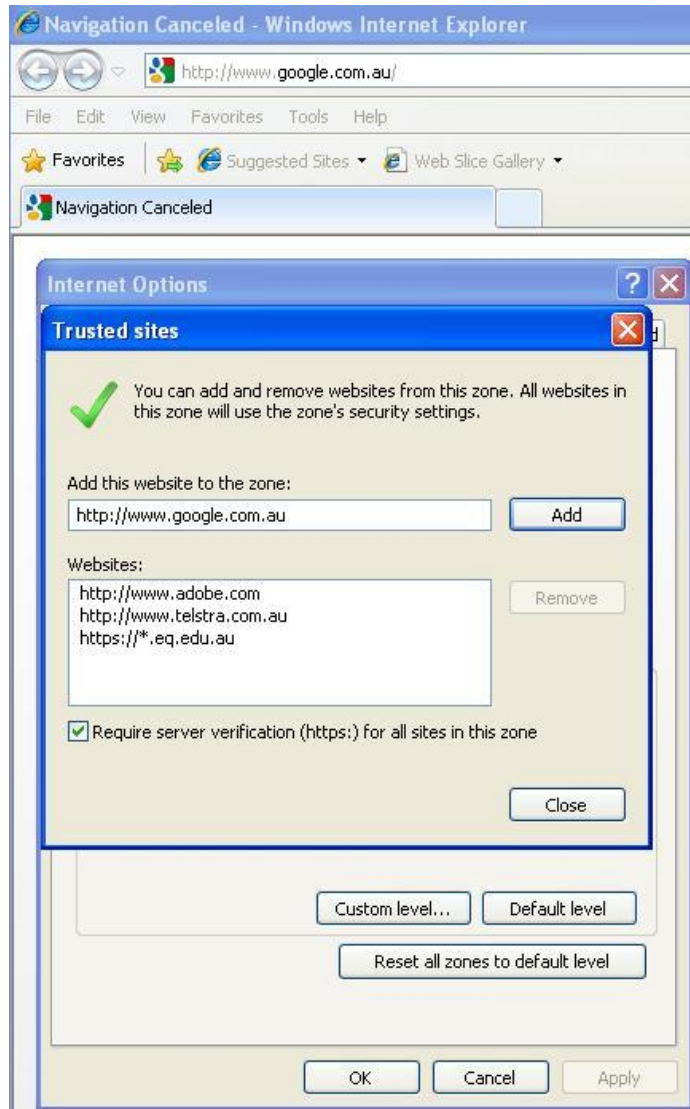 Navigation Canceled - Windows Internet Explorer
http://www.google.com.au/
File Edit View Favorites Tools Help
Favorites Suggested Sites Web Slice Gallery
Navigation Canceled
Internet Options
Trusted sites
You can add and remove websites from this zone. All websites in
this zone will use the zone's security settings.
Add this website to the zone:
http://www.google.com.au Add
Websites:
http://www.adobe.com
http://www.telstra.com.au
https://*.eq.edu.au
Remove
Require server verification (https:) for all sites in this zone
Close
Custom level... Default level
Reset all zones to default level
OK Cancel Apply